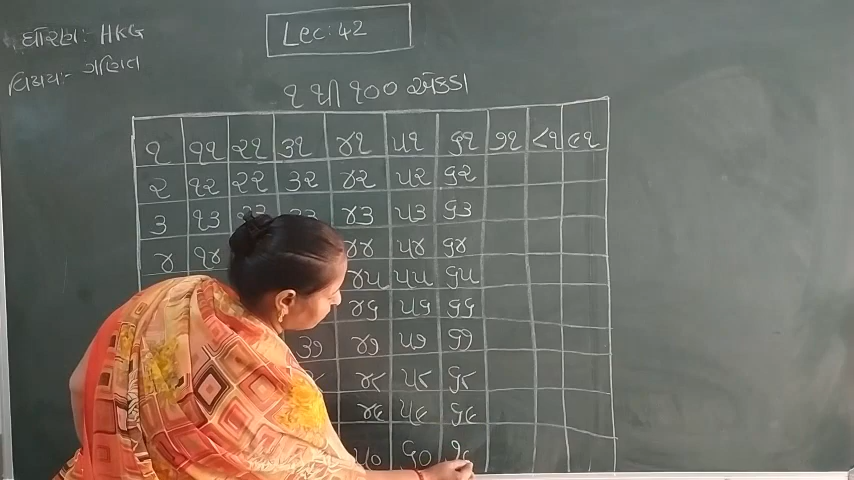 ધોરણ: HKG
Lec: 42
વિષય:- ગણિત
૧ થી ૧૦૦ એકડા
૧ ૧૧ ૨૧ ૩૧ ૪૧ ૫૧ ૬૧ ૭૧ ૮૧ ૯૧
૨ ૧૨ ૨૨ ૩૨ ૪૨ ૫૨ ૬૨
૩ ૧૩ ૪૩ ૫૩ ૬૩
૪ ૧૪ ૪૪ ૫૪ ૬૪
૪૫ ૫૫ ૬૫
૪૬ ૫૬ ૬૬
૩૭ ૪૭ ૫૭ ૬૭
૪૮ ૫૮ ૬૮
૪૯ ૫૯ ૬૯
૫૦ ૬૦